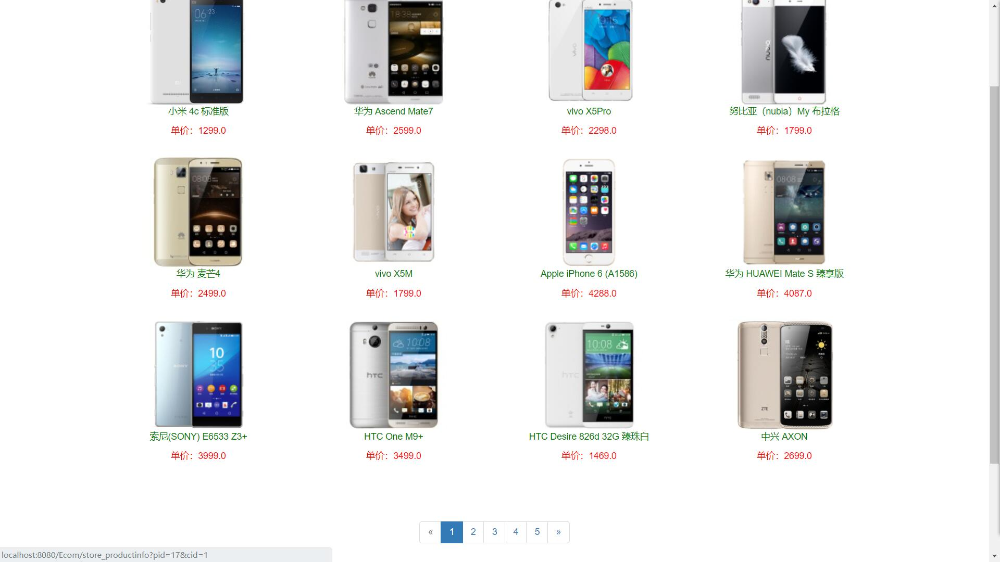 小米 4c 标准版
华为 Ascend Mate7
vivo X5Pro
努比亚（nubia）My 布拉格
单价：1299.0
单价：2599.0
单价：2298.0
单价：1799.0
华为 麦芒4
vivo X5M
Apple iPhone 6 (A1586)
华为 HUAWEI Mate S 臻享版
单价：2499.0
单价：1799.0
单价：4288.0
单价：4087.0
索尼(SONY) E6533 Z3+
HTC One M9+
HTC Desire 826d 32G 臻珠白
中兴 AXON
单价：3999.0
单价：3499.0
单价：1469.0
单价：2699.0
« 1 2 3 4 5 »
localhost:8080/Ecom/store_productinfo?pid=17&cid=1